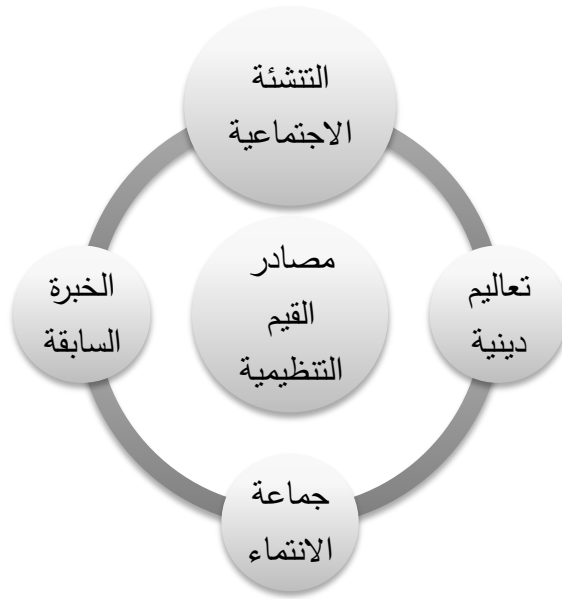 التنشئة
الاجتماعية
مصادر
القيم
التنظيمية
تعاليم
دينية
الخبرة
السابقة
جماعة
الانتماء